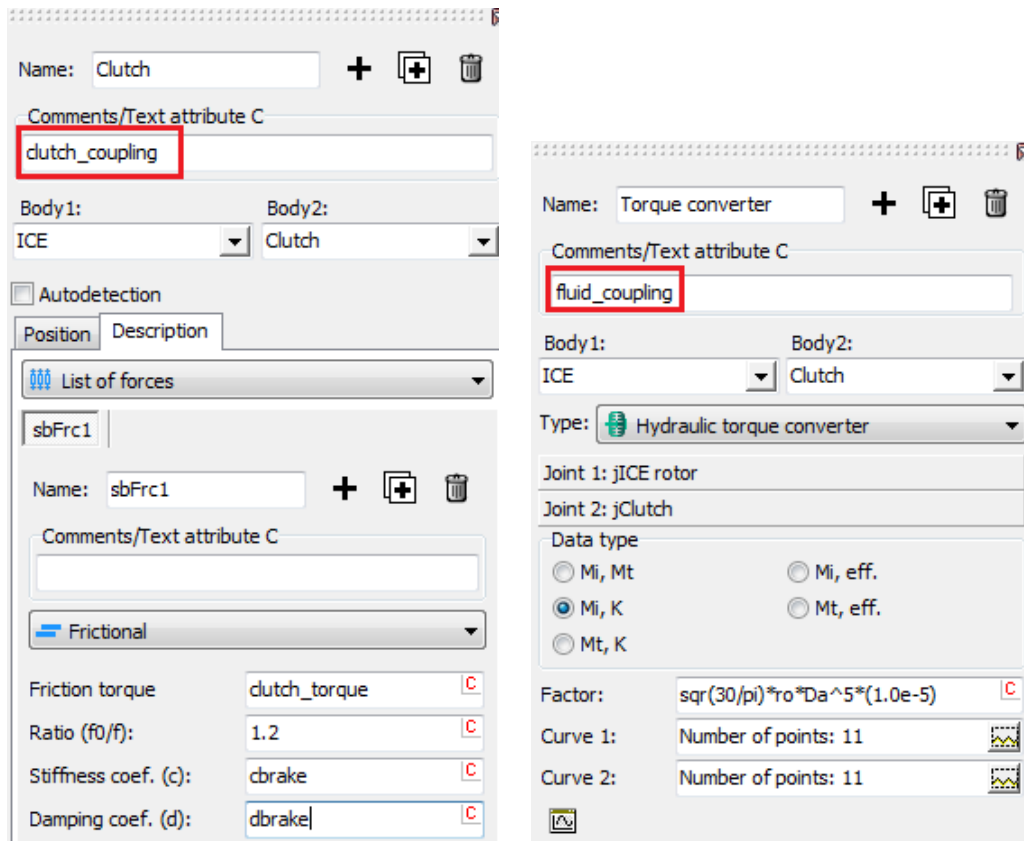 Name: Clutch
Comments/Text attribute C
clutch_coupling
Body1: Body2:
ICE Clutch
Autodetection
Position Description
List of forces
sbFrc1
Name: sbFrc1
Comments/Text attribute C
Frictional
Friction torque clutch_torque C
Ratio (f0/f): 1.2 C
Stiffness coef. (c): cbrake C
Damping coef. (d): dbrake C
Name: Torque converter
Comments/Text attribute C
fluid_coupling
Body1: Body2:
ICE Clutch
Type: Hydraulic torque converter
Joint 1: jICE rotor
Joint 2: jClutch
Data type
Mi, Mt Mi, eff.
Mi, K Mt, eff.
Mt, K
Factor: sqr(30/pi)*ro*Da^5*(1.0e-5) C
Curve 1: Number of points: 11
Curve 2: Number of points: 11